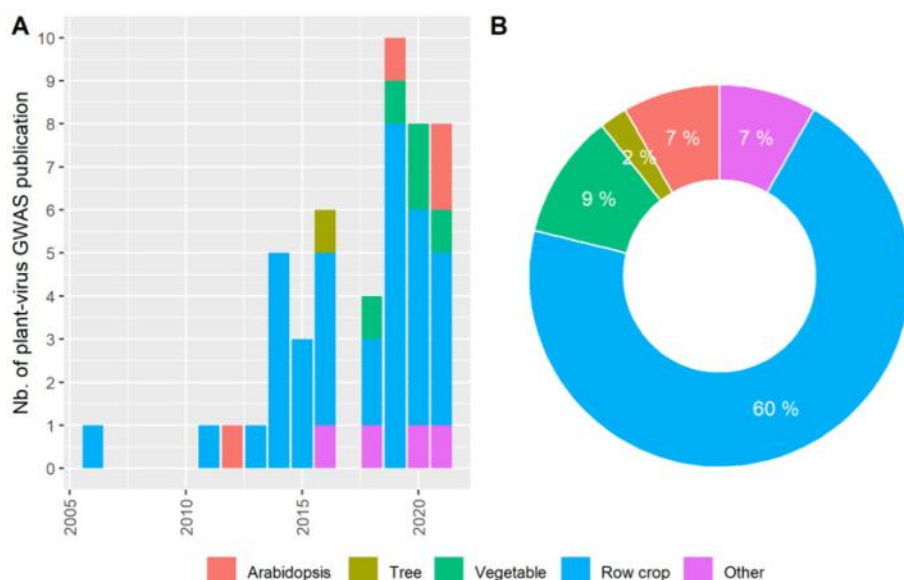 A
B
Nb. of plant-virus GWAS publication
10
9
8
7
6
5
4
3
2
1
0
2005
2010
2015
2020
7 %
7 %
2 %
9 %
60 %
Arabidopsis
Tree
Vegetable
Row crop
Other